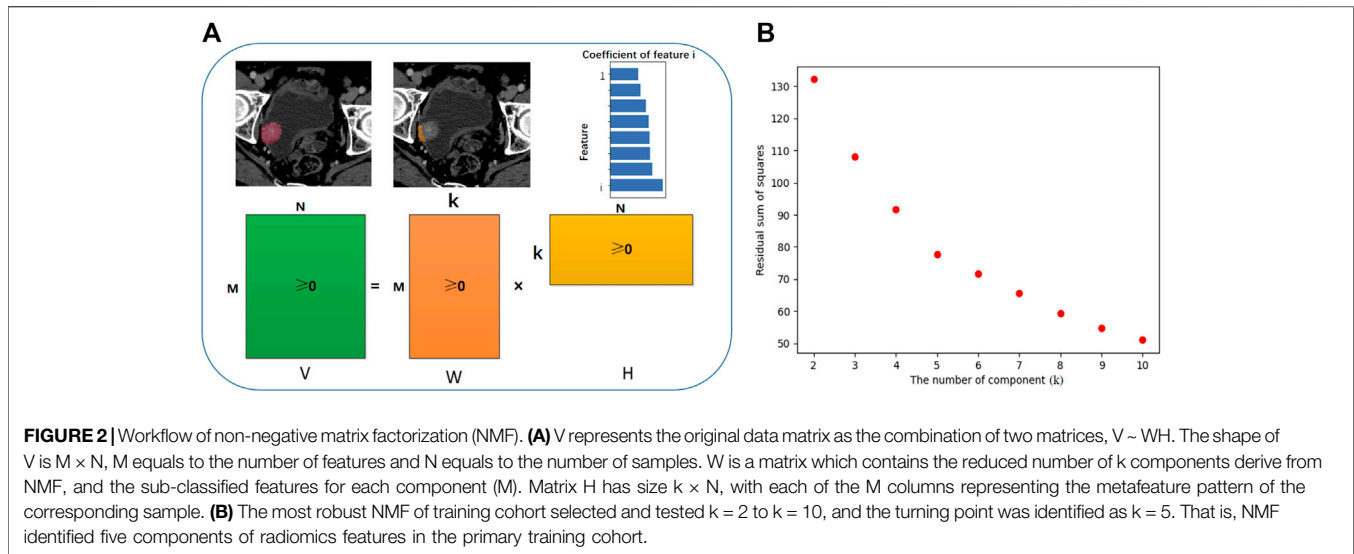 A
Coefficient of feature i
1
Feature
i
N
k
N
M
≥0
=
M
≥0
×
k
≥0
V
W
H
B
Residual sum of squares
130
120
110
100
90
80
70
60
50
2 3 4 5 6 7 8 9 10
The number of component (k)
FIGURE 2 | Workflow of non-negative matrix factorization (NMF). (A) V represents the original data matrix as the combination of two matrices, V ~ WH. The shape of
V is M × N, M equals to the number of features and N equals to the number of samples. W is a matrix which contains the reduced number of k components derive from
NMF, and the sub-classified features for each component (M). Matrix H has size k × N, with each of the M columns representing the metafeature pattern of the
corresponding sample. (B) The most robust NMF of training cohort selected and tested k = 2 to k = 10, and the turning point was identified as k = 5. That is, NMF
identified five components of radiomics features in the primary training cohort.